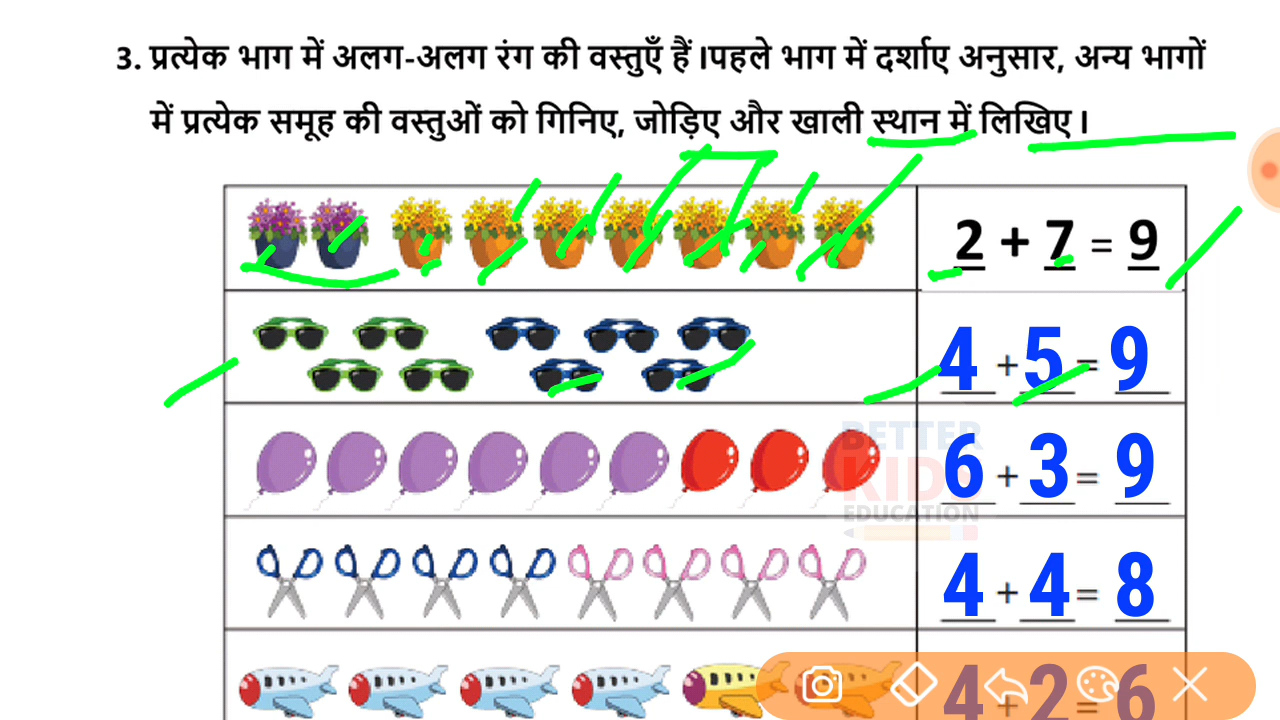 3. प्रत्येक भाग में अलग-अलग रंग की वस्तुएँ हैं ।पहले भाग में दर्शाए अनुसार, अन्य भागों
में प्रत्येक समूह की वस्तुओं को गिनिए, जोड़िए और खाली स्थान में लिखिए ।
2 + 7 = 9
4 + 5 = 9
BETTER
KIDS
EDUCATION
6 + 3 = 9
4 + 4 = 8
4 + 2 = 6